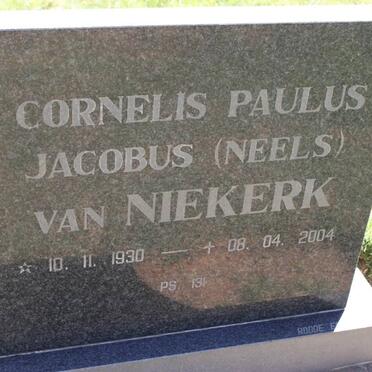 CORNELIS PAULUS
JACOBUS (NEELS)
VAN NIEKERK
☆ 10. 11. 1930 — + 08. 04. 2004
PS. 131